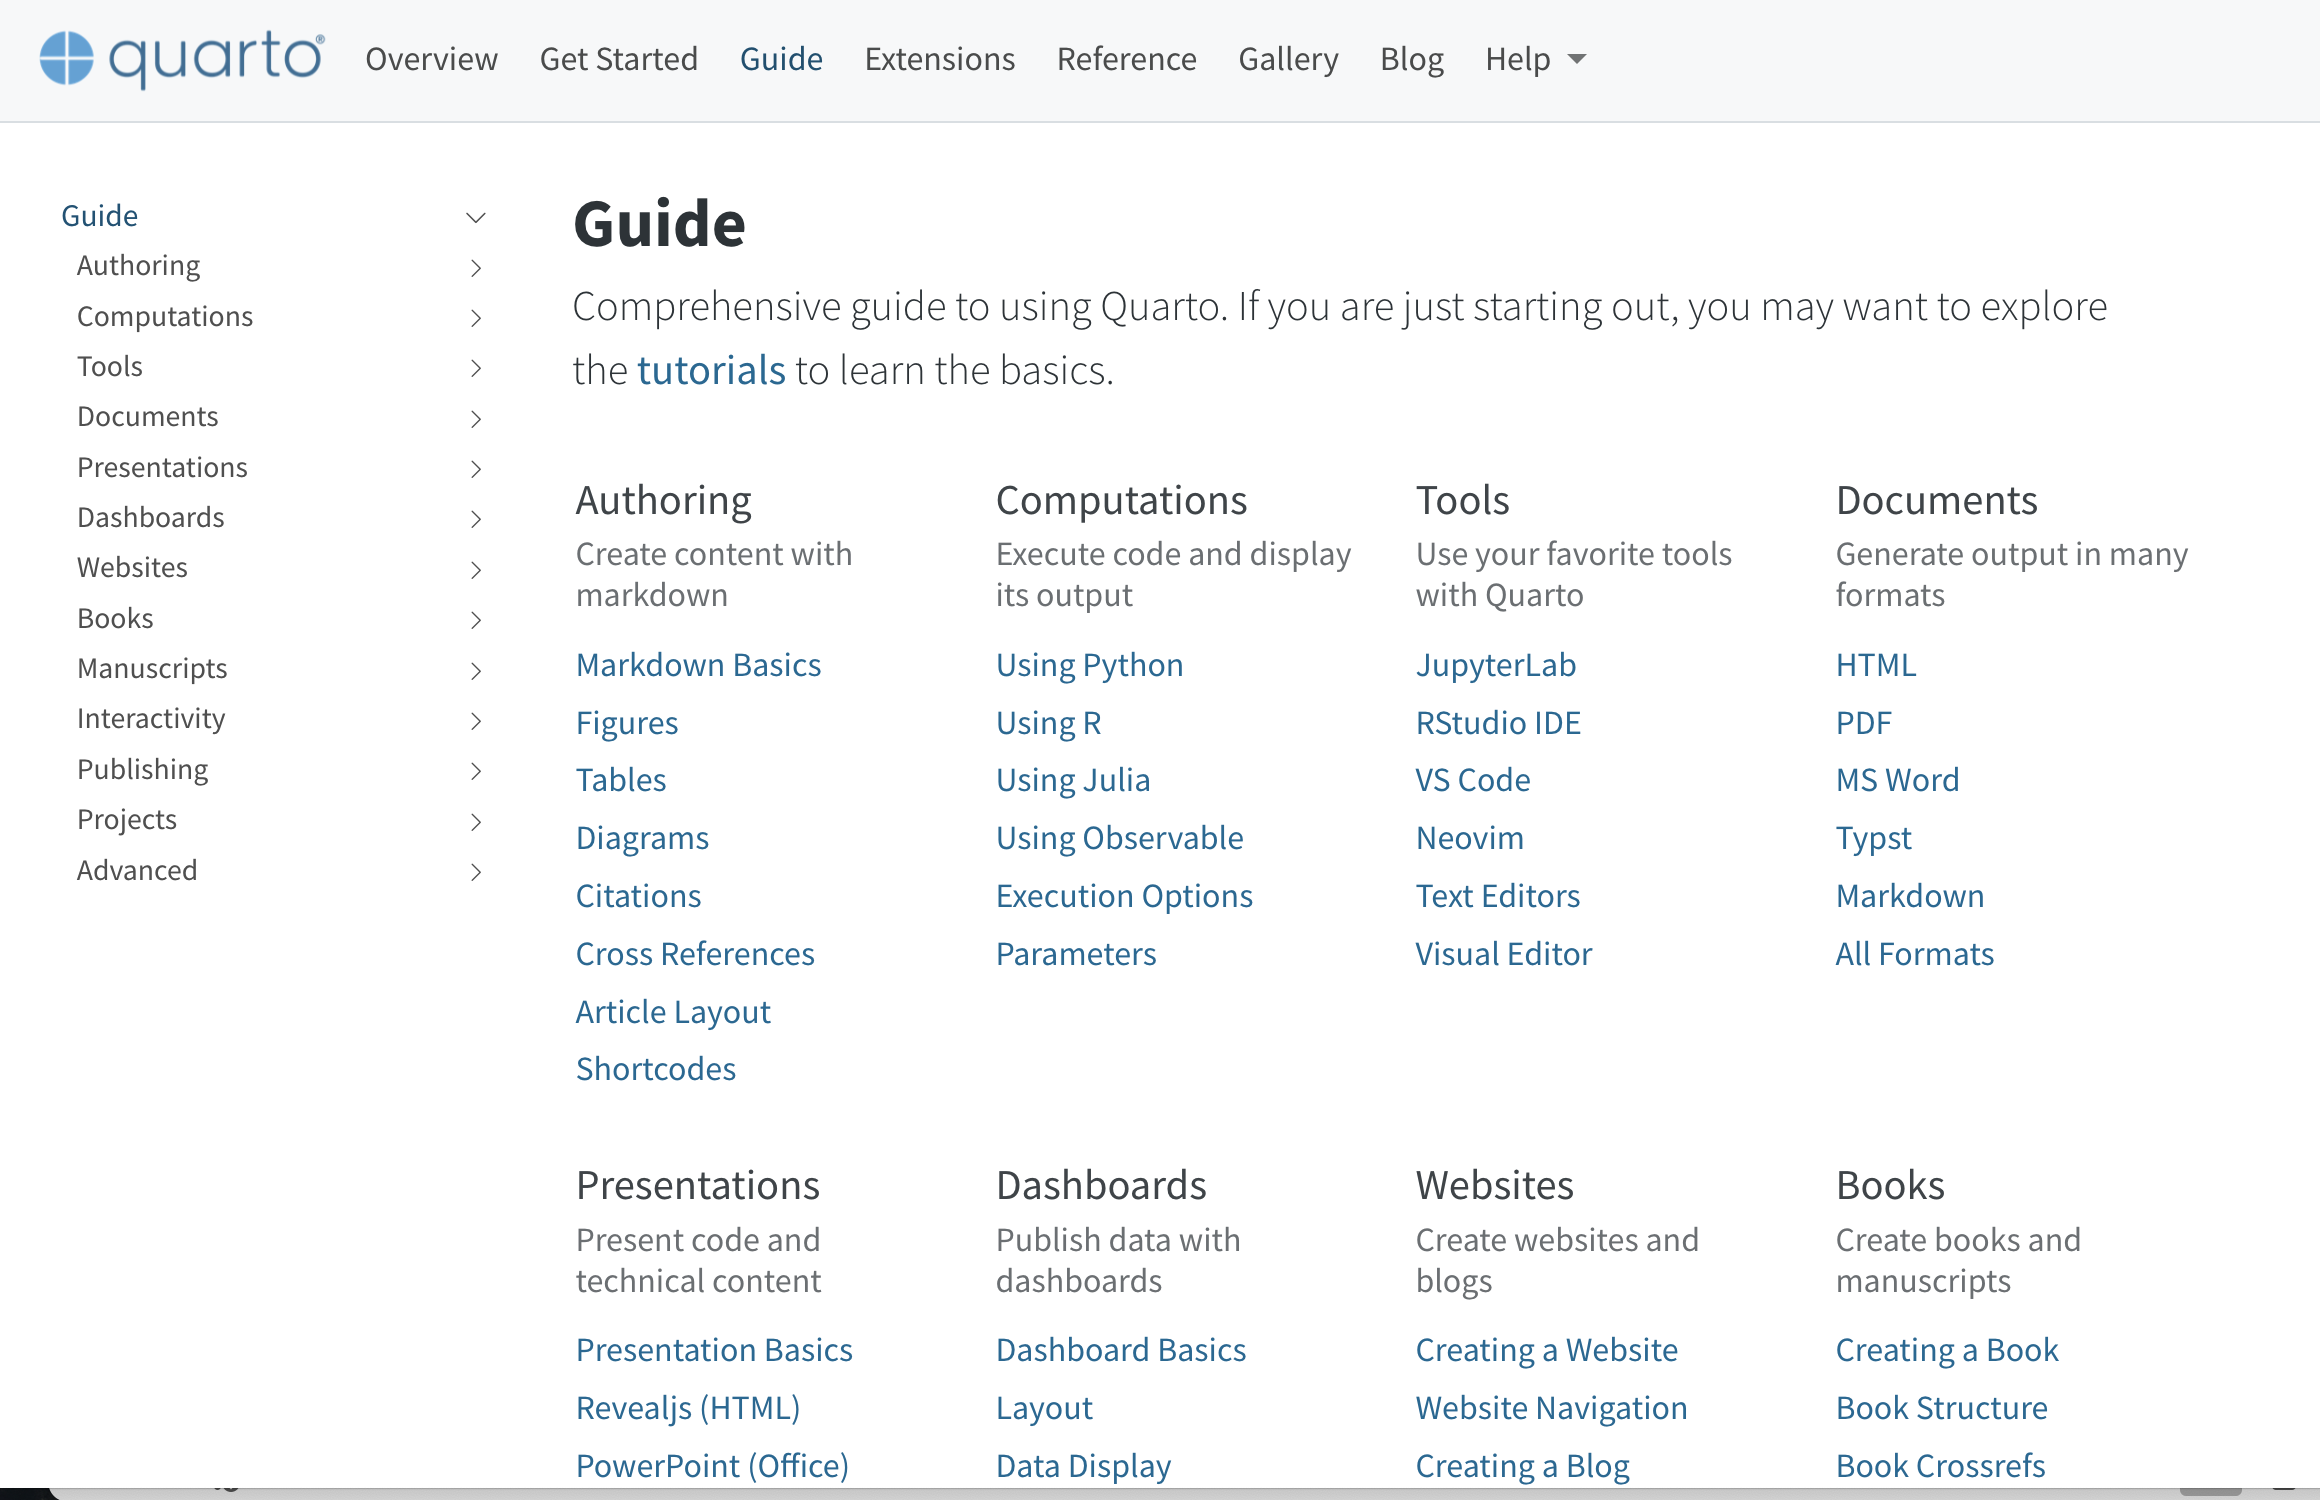 quarto®
Overview
Get Started
Guide
Extensions
Reference
Gallery
Blog
Help
Guide
Authoring
Computations
Tools
Documents
Presentations
Dashboards
Websites
Books
Manuscripts
Interactivity
Publishing
Projects
Advanced
Guide
Comprehensive guide to using Quarto. If you are just starting out, you may want to explore
the tutorials to learn the basics.
Authoring
Create content with
markdown
Markdown Basics
Figures
Tables
Diagrams
Citations
Cross References
Article Layout
Shortcodes
Computations
Execute code and display
its output
Using Python
Using R
Using Julia
Using Observable
Execution Options
Parameters
Tools
Use your favorite tools
with Quarto
JupyterLab
RStudio IDE
VS Code
Neovim
Text Editors
Visual Editor
Documents
Generate output in many
formats
HTML
PDF
MS Word
Typst
Markdown
All Formats
Presentations
Present code and
technical content
Presentation Basics
Revealjs (HTML)
PowerPoint (Office)
Dashboards
Publish data with
dashboards
Dashboard Basics
Layout
Data Display
Websites
Create websites and
blogs
Creating a Website
Website Navigation
Creating a Blog
Books
Create books and
manuscripts
Creating a Book
Book Structure
Book Crossrefs